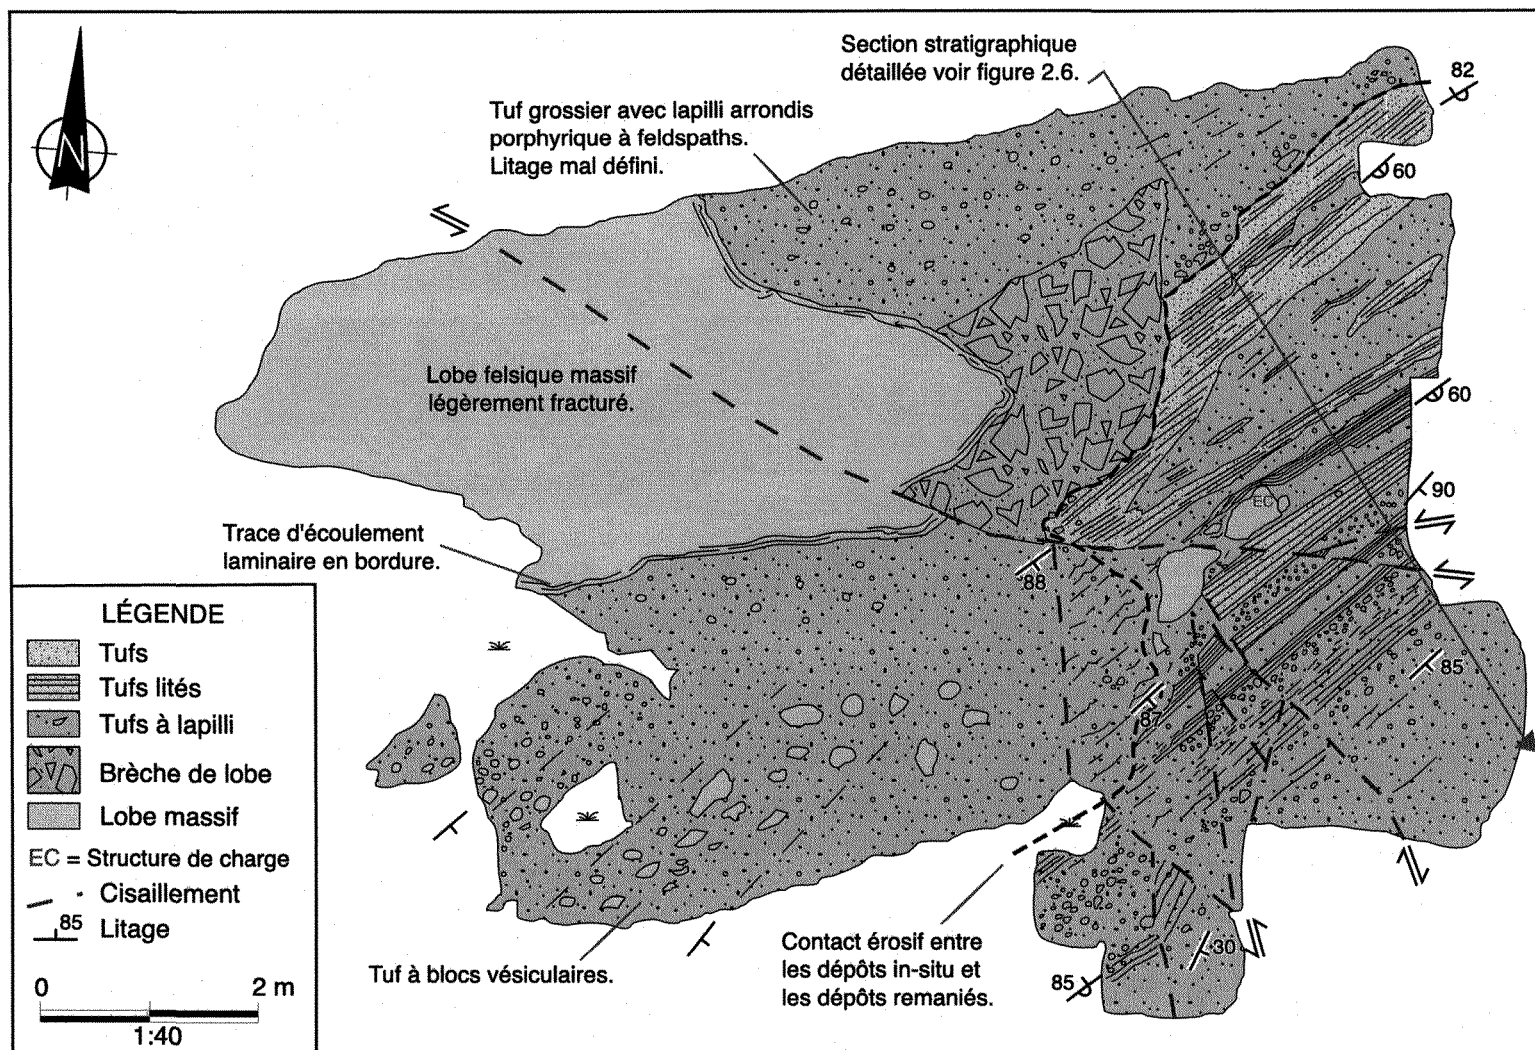 Section stratigraphique
détaillée voir figure 2.6.
82
Tuf grossier avec lapilli arrondis
porphyrique à feldspaths.
Litage mal défini.
N
60
Lobe felsique massif
légèrement fracturé.
60
90
EC
Trace d'écoulement
laminaire en bordure.
88
85
87
LÉGENDE
Tufs
Tufs lités
Tufs à lapilli
Brèche de lobe
Lobe massif
EC = Structure de charge
Cisaillement
85 Litage
0 2 m
1:40
Tuf à blocs vésiculaires.
Contact érosif entre
les dépôts in-situ et
les dépôts remaniés.
30
85